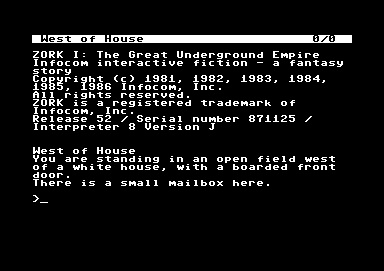 West of House 0/0
ZORK I: The Great Underground Empire
Infocom interactive fiction - a fantasy
story
Copyright (c) 1981, 1982, 1983, 1984,
1985, 1986 Infocom, Inc.
All rights reserved.
ZORK is a registered trademark of
Infocom, Inc.
Release 52 / Serial number 871125 /
Interpreter 8 Version J
West of House
You are standing in an open field west
of a white house, with a boarded front
door.
There is a small mailbox here.
>_